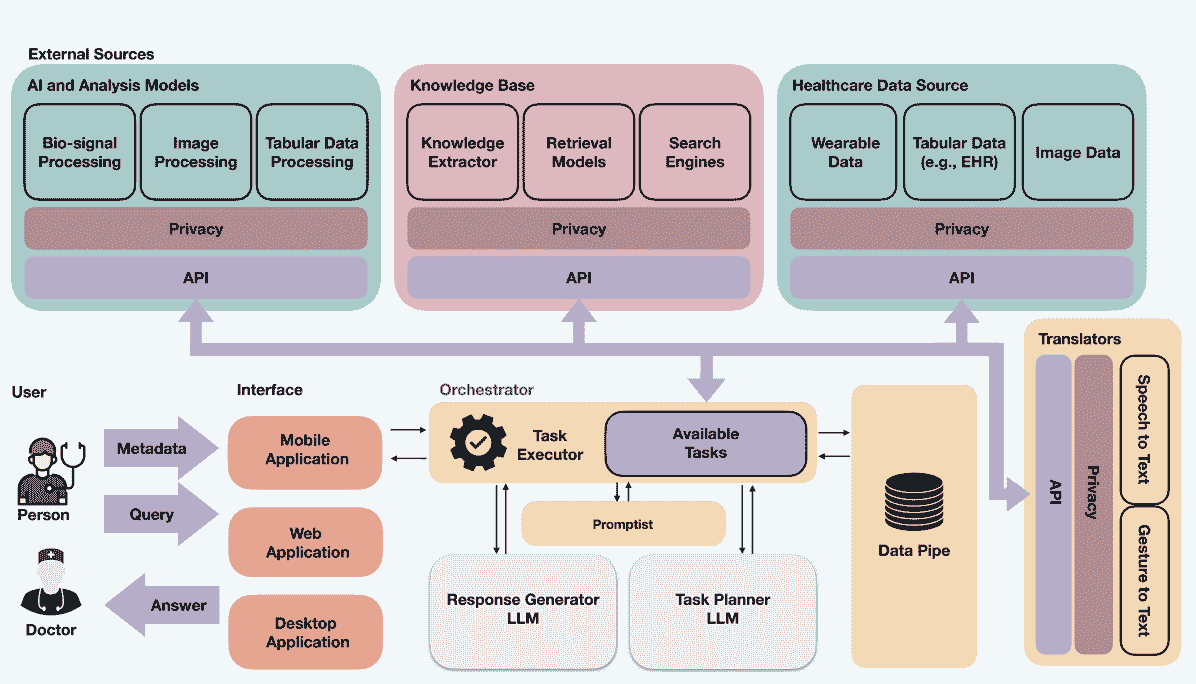 External Sources
AI and Analysis Models
Bio-signal
Processing
Image
Processing
Tabular Data
Processing
Privacy
API
Knowledge Base
Knowledge
Extractor
Retrieval
Models
Search
Engines
Privacy
API
Healthcare Data Source
Wearable
Data
Tabular Data
(e.g., EHR)
Image Data
Privacy
API
Translators
API
Privacy
Speech to Text
Gesture to Text
User
Person
Doctor
Metadata
Query
Answer
Interface
Mobile
Application
Web
Application
Desktop
Application
Orchestrator
Task
Executor
Available
Tasks
Promptist
Response Generator
LLM
Task Planner
LLM
Data Pipe